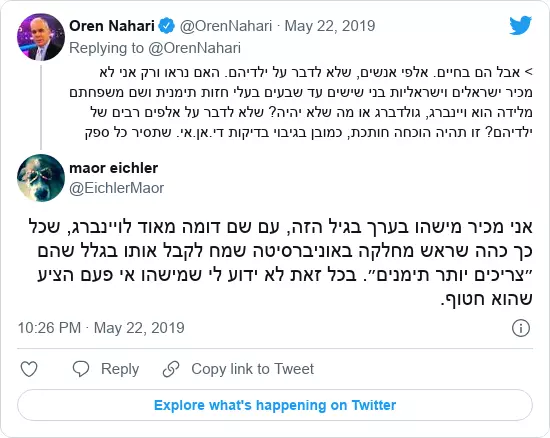 Oren Nahari @OrenNahari · May 22, 2019
Replying to @OrenNahari
> אבל הם בחיים. אלפי אנשים, שלא לדבר על ילדיהם. האם נראו ורק אני לא
מכיר ישראלים וישראליות בני שישים עד שבעים בעלי חזות תימנית ושם משפחתם
מלידה הוא ויינברג, גולדברג או מה שלא יהיה? שלא לדבר על אלפים רבים של
ילדיהם? זו תהיה הוכחה חותכת, כמובן בגיבוי בדיקות די.אן.אי. שתסיר כל ספק
maor eichler
@EichlerMaor
אני מכיר מישהו בערך בגיל הזה, עם שם דומה מאוד לויינברג, שכל
כך כהה שראש מחלקה באוניברסיטה שמח לקבל אותו בגלל שהם
״צריכים יותר תימנים״. בכל זאת לא ידוע לי שמישהו אי פעם הציע
שהוא חטוף.
10:26 PM · May 22, 2019
Reply
Copy link to Tweet
Explore what's happening on Twitter